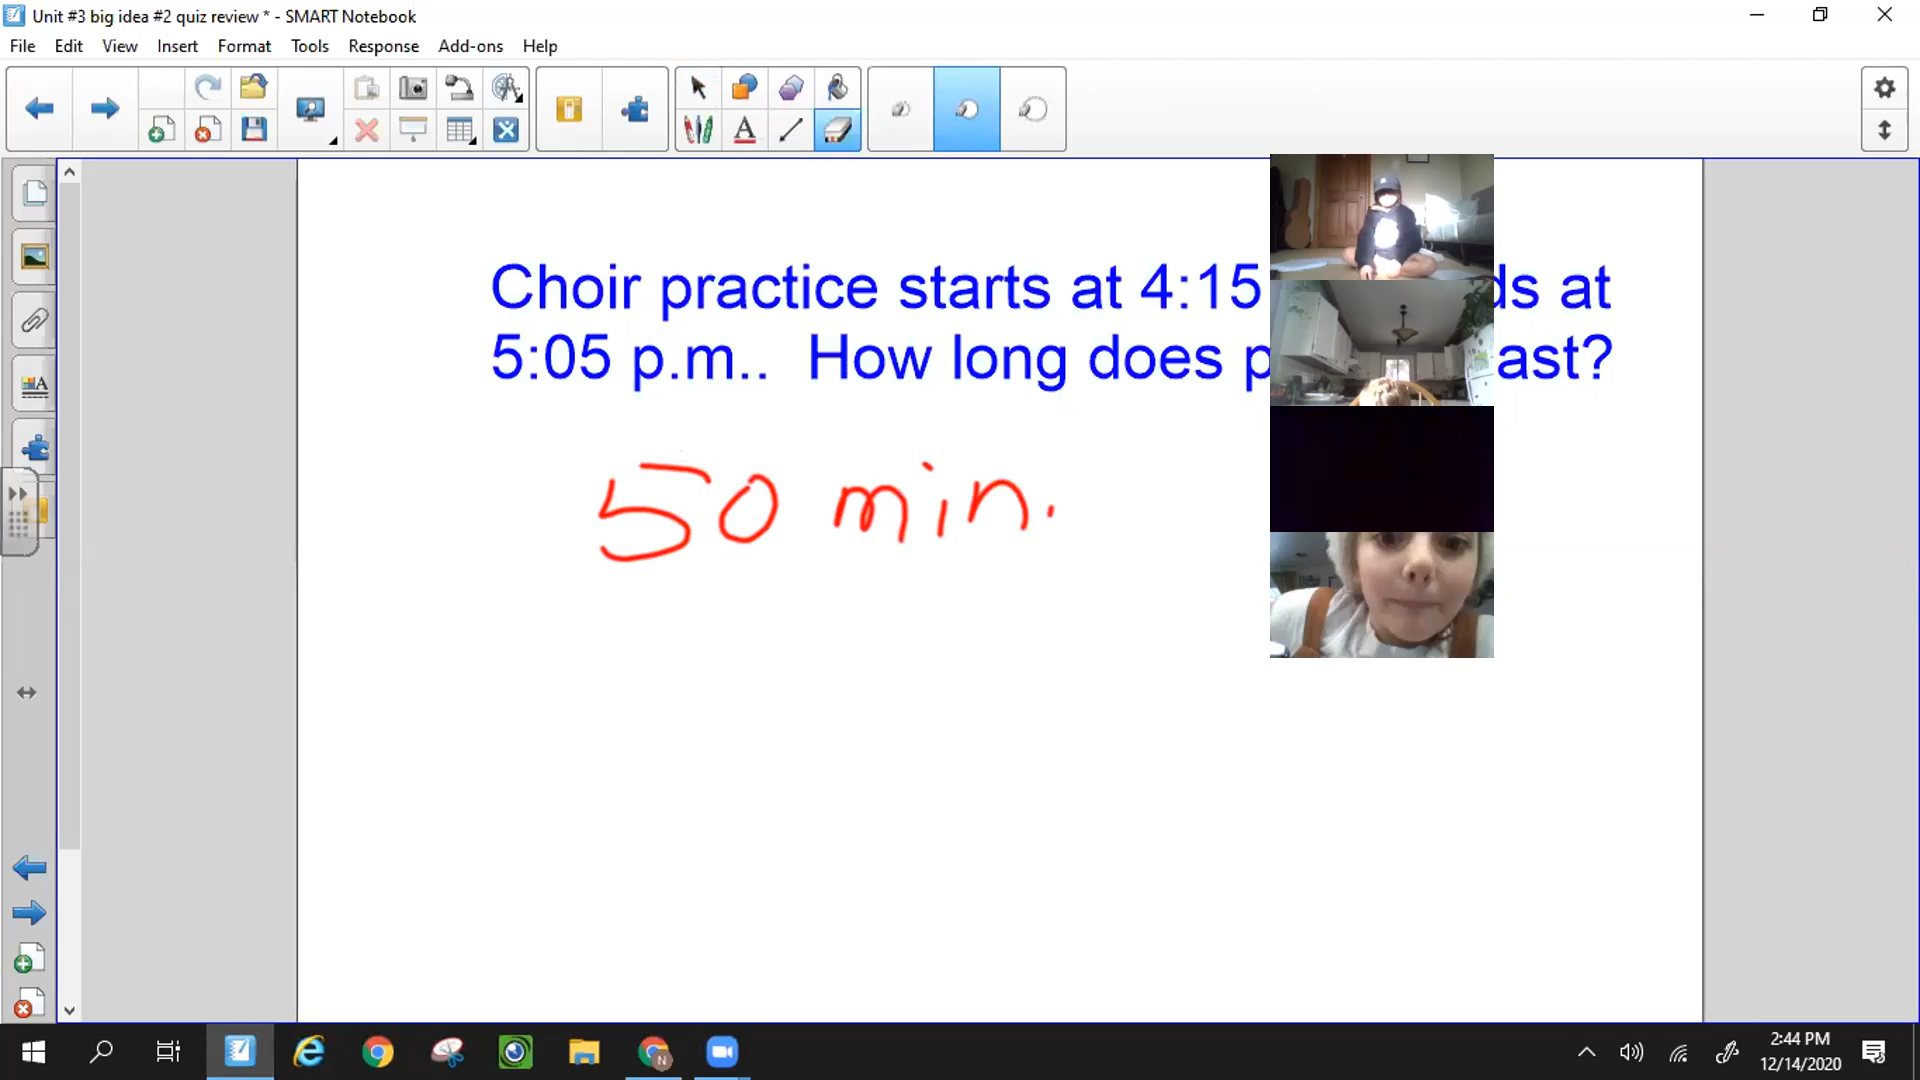 Unit #3 big idea #2 quiz review * - SMART Notebook
File Edit View Insert Format Tools Response Add-ons Help
Choir practice starts at 4:15 ds at
5:05 p.m.. How long does p ast?
50 min.
2:44 PM
12/14/2020